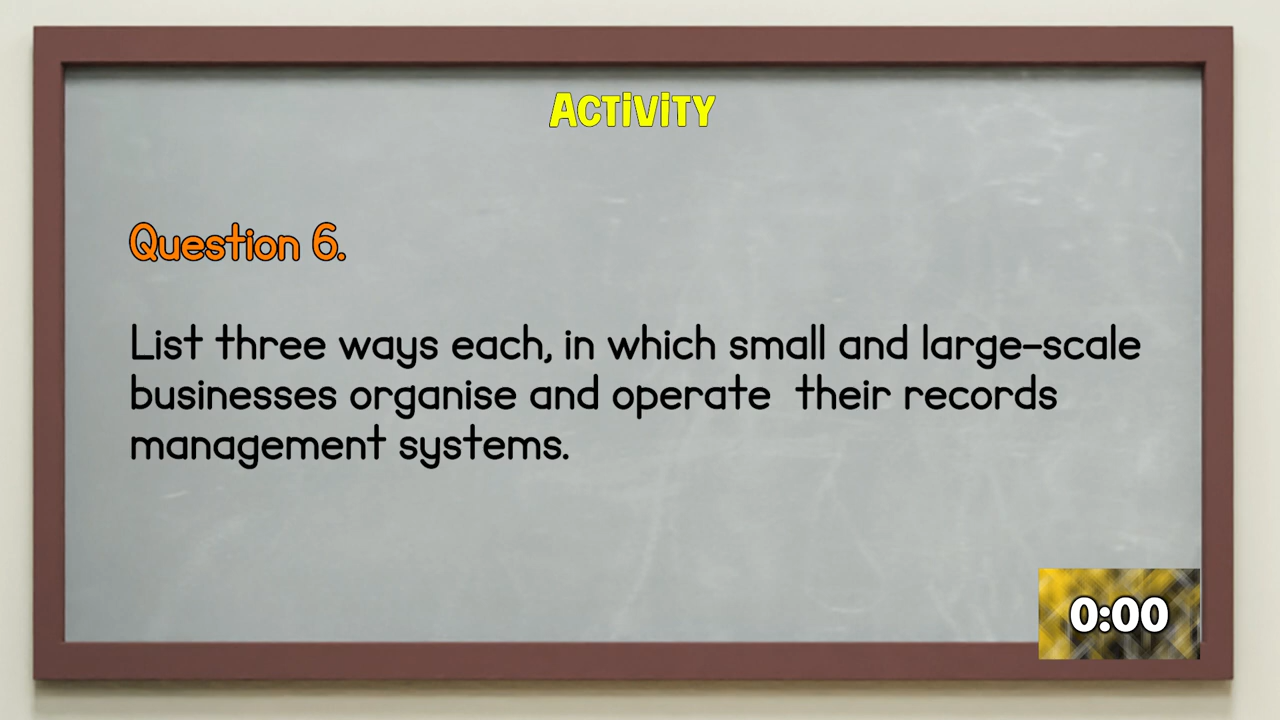 Activity
Question 6.
List three ways each, in which small and large-scale
businesses organise and operate  their records
management systems.
0:00